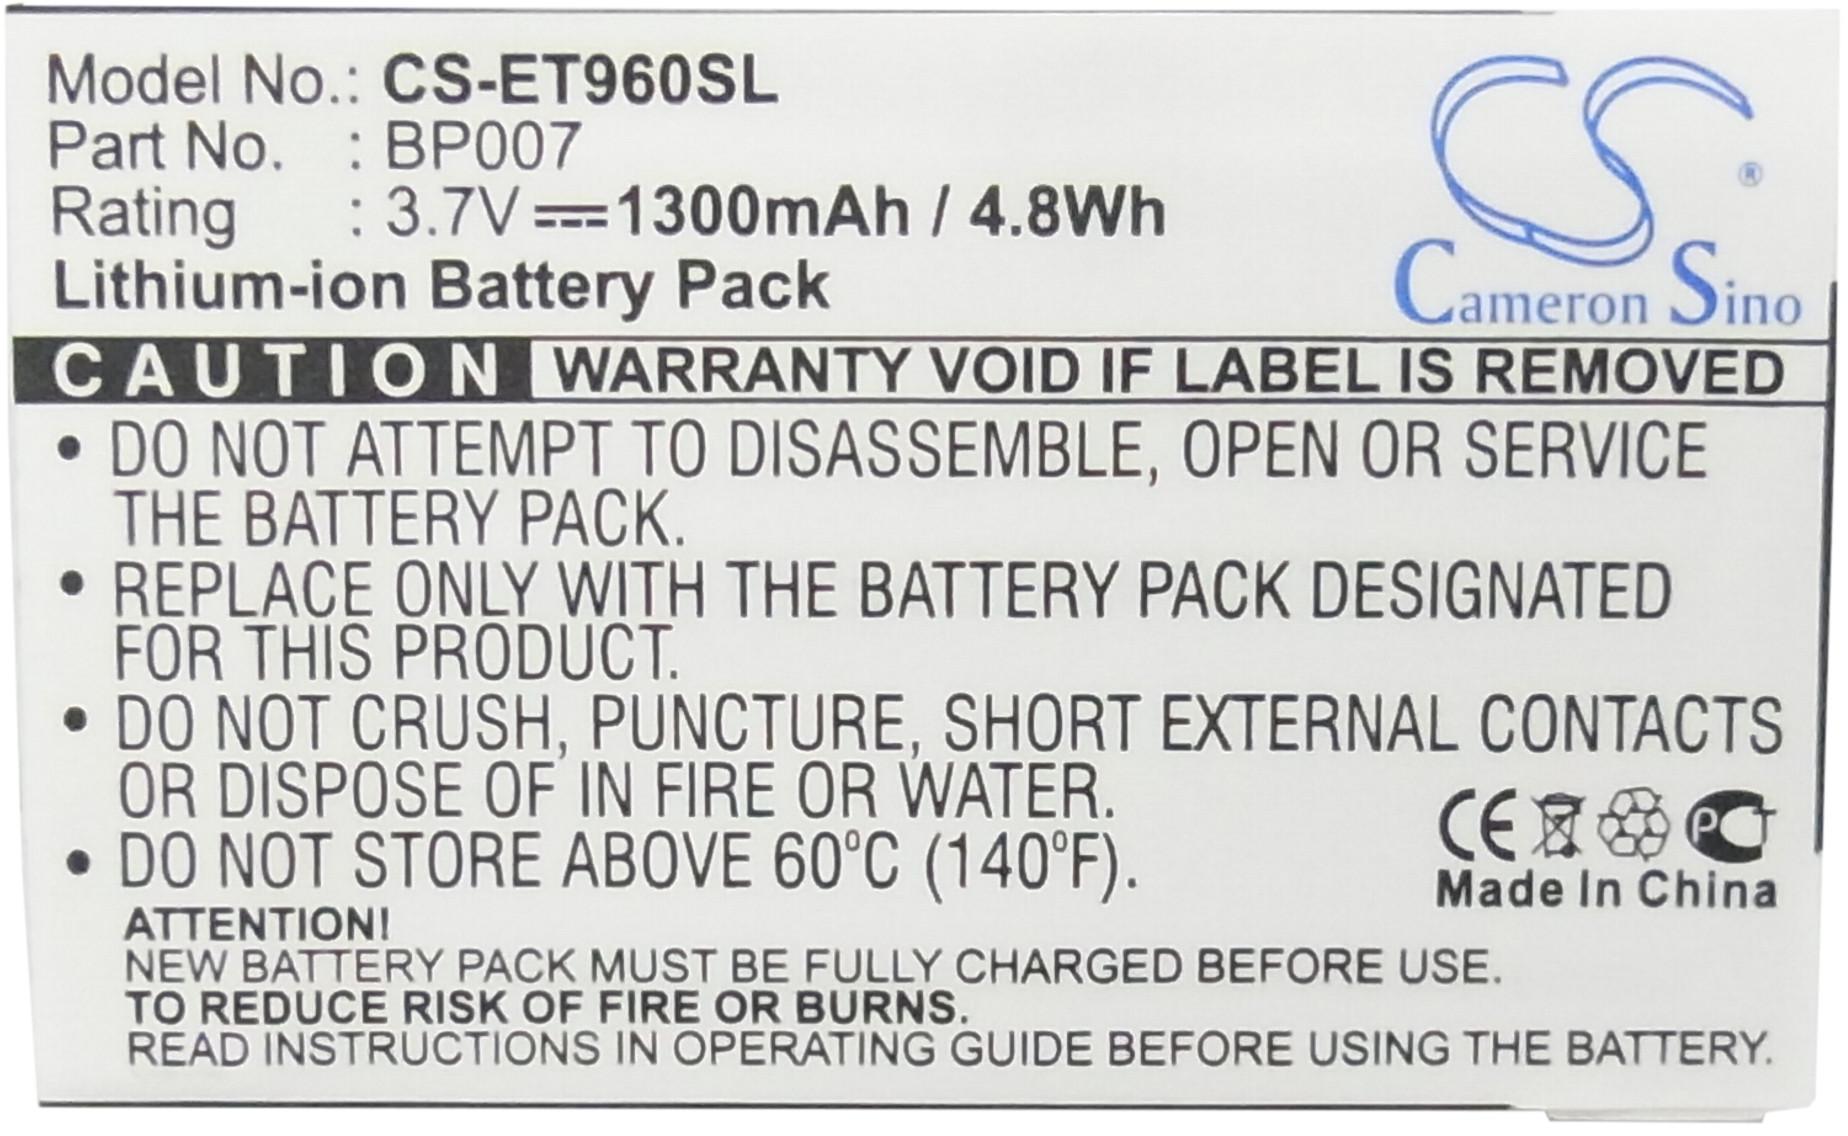 Model No.: CS-ET960SL
Part No. : BP007
Rating : 3.7V ⎓ 1300mAh / 4.8Wh
Lithium-ion Battery Pack
CS ®
Cameron Sino
CAUTION WARRANTY VOID IF LABEL IS REMOVED
• DO NOT ATTEMPT TO DISASSEMBLE, OPEN OR SERVICE
THE BATTERY PACK.
• REPLACE ONLY WITH THE BATTERY PACK DESIGNATED
FOR THIS PRODUCT.
• DO NOT CRUSH, PUNCTURE, SHORT EXTERNAL CONTACTS
OR DISPOSE OF IN FIRE OR WATER.
• DO NOT STORE ABOVE 60°C (140°F).
CE PCT
Made In China
ATTENTION!
NEW BATTERY PACK MUST BE FULLY CHARGED BEFORE USE.
TO REDUCE RISK OF FIRE OR BURNS.
READ INSTRUCTIONS IN OPERATING GUIDE BEFORE USING THE BATTERY.